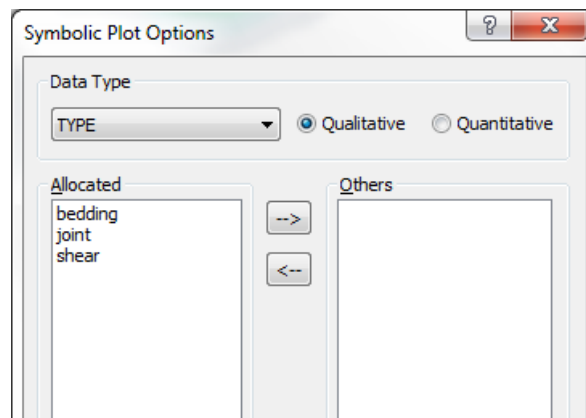 Symbolic Plot Options
?
X
Data Type
TYPE
Qualitative
Quantitative
Allocated
Others
bedding
joint
shear
-->
<--